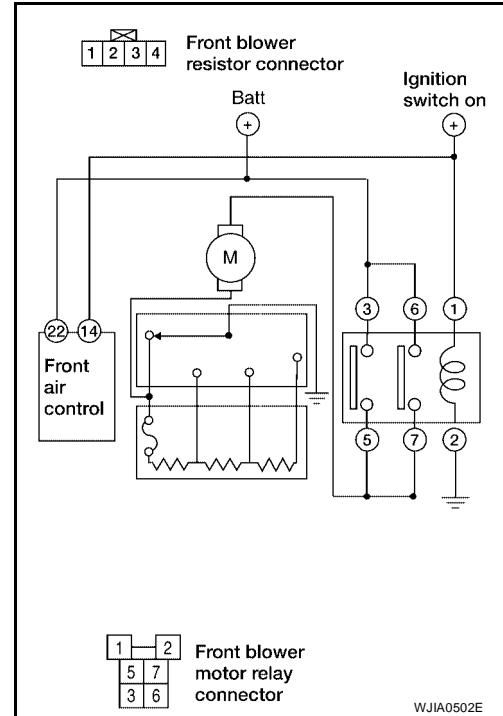 1 2 3 4
Front blower
resistor connector
Batt
Ignition
switch on
+
+
M
3 6 1
22 14
Front
air
control
5 7 2
1 2
5 7
3 6
Front blower
motor relay
connector
WJIA0502E